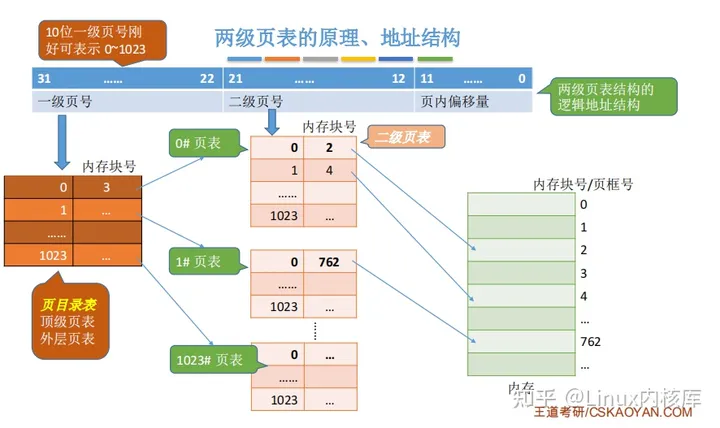 两级页表的原理、地址结构
10位一级页号刚
好可表示 0~1023
31 …… 22 21 …… 12 11 …… 0
一级页号 二级页号 页内偏移量
两级页表结构的
逻辑地址结构
内存块号
0 3
1 …
……
1023 …
页目录表
顶级页表
外层页表
0# 页表
内存块号
二级页表
0 2
1 4
……
1023 …
1# 页表
0 762
……
1023 …
……
1023# 页表
0 …
……
1023 …
内存块号/页框号
0
1
2
3
4
…
762
…
内存
知乎 @Linux内核库
王道考研/CSKAOYAN.COM